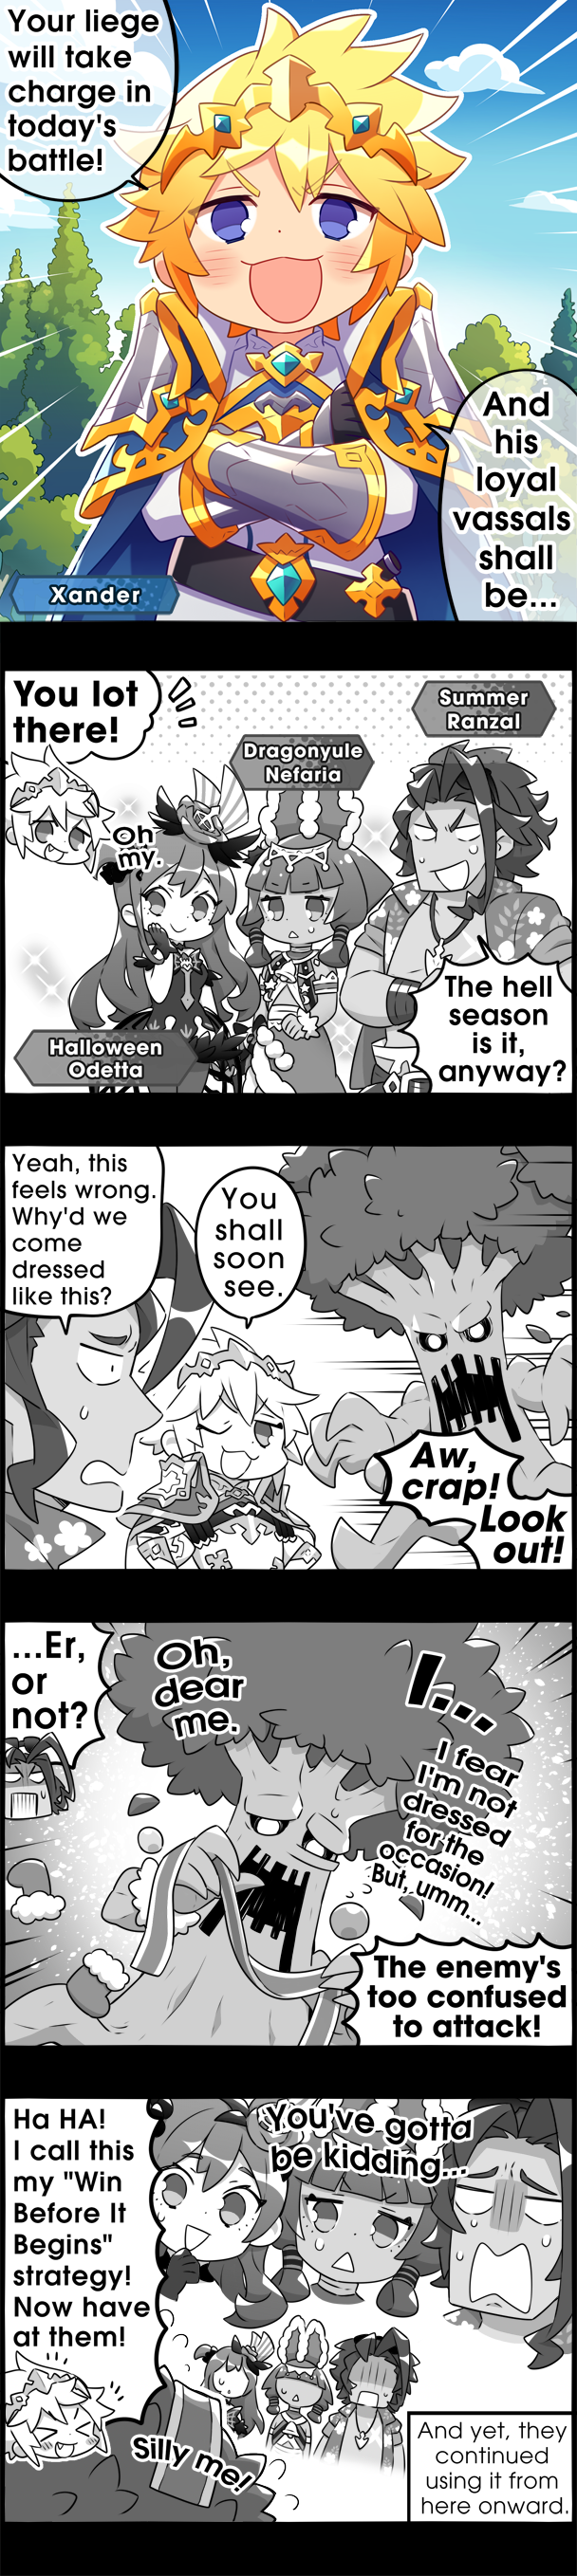 Your liege
will take
charge in
today's
battle!
And
his
loyal
vassals
shall
be...
Xander
You lot
there!
Summer
Ranzal
Dragonyule
Nefaria
Oh
my.
Halloween
Odetta
The hell
season
is it,
anyway?
Yeah, this
feels wrong.
Why'd we
come
dressed
like this?
You
shall
soon
see.
Aw,
crap!
Look
out!
...Er,
or
not?
Oh,
dear
me.
I...
I fear
I'm not
dressed
for the
occasion!
But, umm...
The enemy's
too confused
to attack!
Ha HA!
I call this
my "Win
Before It
Begins"
strategy!
Now have
at them!
You've gotta
be kidding...
Silly me!
And yet, they
continued
using it from
here onward.